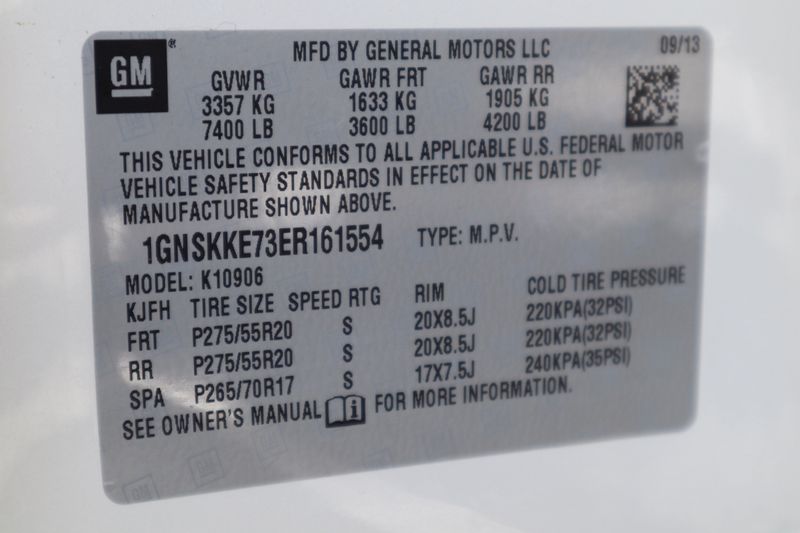 GM®
MFD BY GENERAL MOTORS LLC 09/13
GVWR GAWR FRT GAWR RR
3357 KG 1633 KG 1905 KG
7400 LB 3600 LB 4200 LB
THIS VEHICLE CONFORMS TO ALL APPLICABLE U.S. FEDERAL MOTOR
VEHICLE SAFETY STANDARDS IN EFFECT ON THE DATE OF
MANUFACTURE SHOWN ABOVE.
1GNSKKE73ER161554 TYPE: M.P.V.
MODEL: K10906
KJFH TIRE SIZE SPEED RTG RIM COLD TIRE PRESSURE
FRT P275/55R20 S 20X8.5J 220KPA(32PSI)
RR P275/55R20 S 20X8.5J 220KPA(32PSI)
SPA P265/70R17 S 17X7.5J 240KPA(35PSI)
SEE OWNER'S MANUAL i FOR MORE INFORMATION.
GM
GM